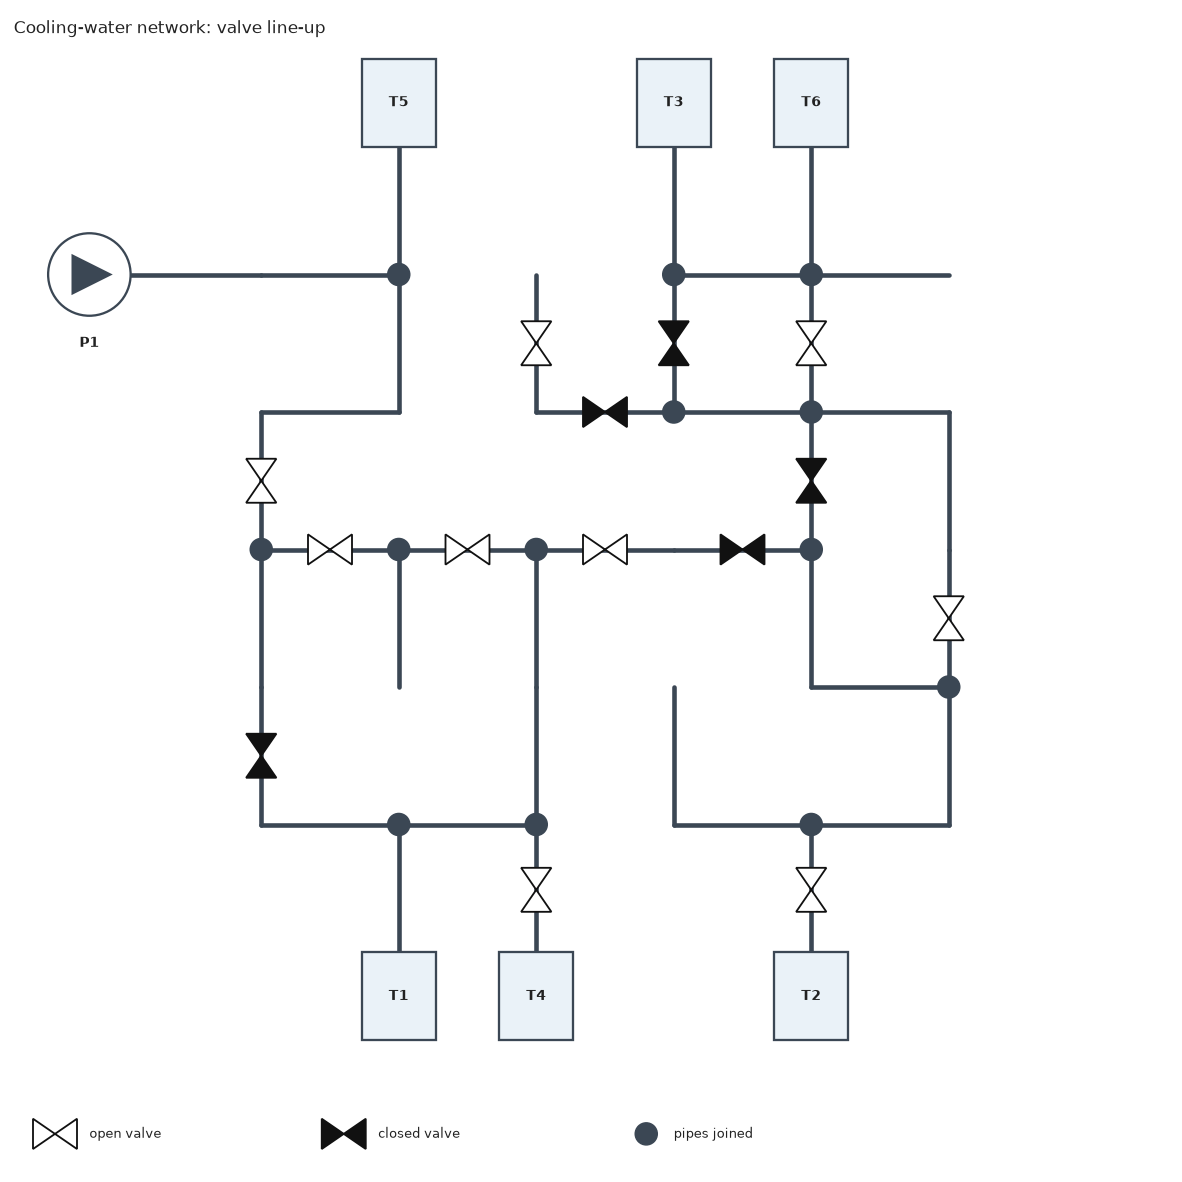 Cooling-water network: valve line-up
T5
T3
T6
P1
T1
T4
T2
open valve
closed valve
pipes joined